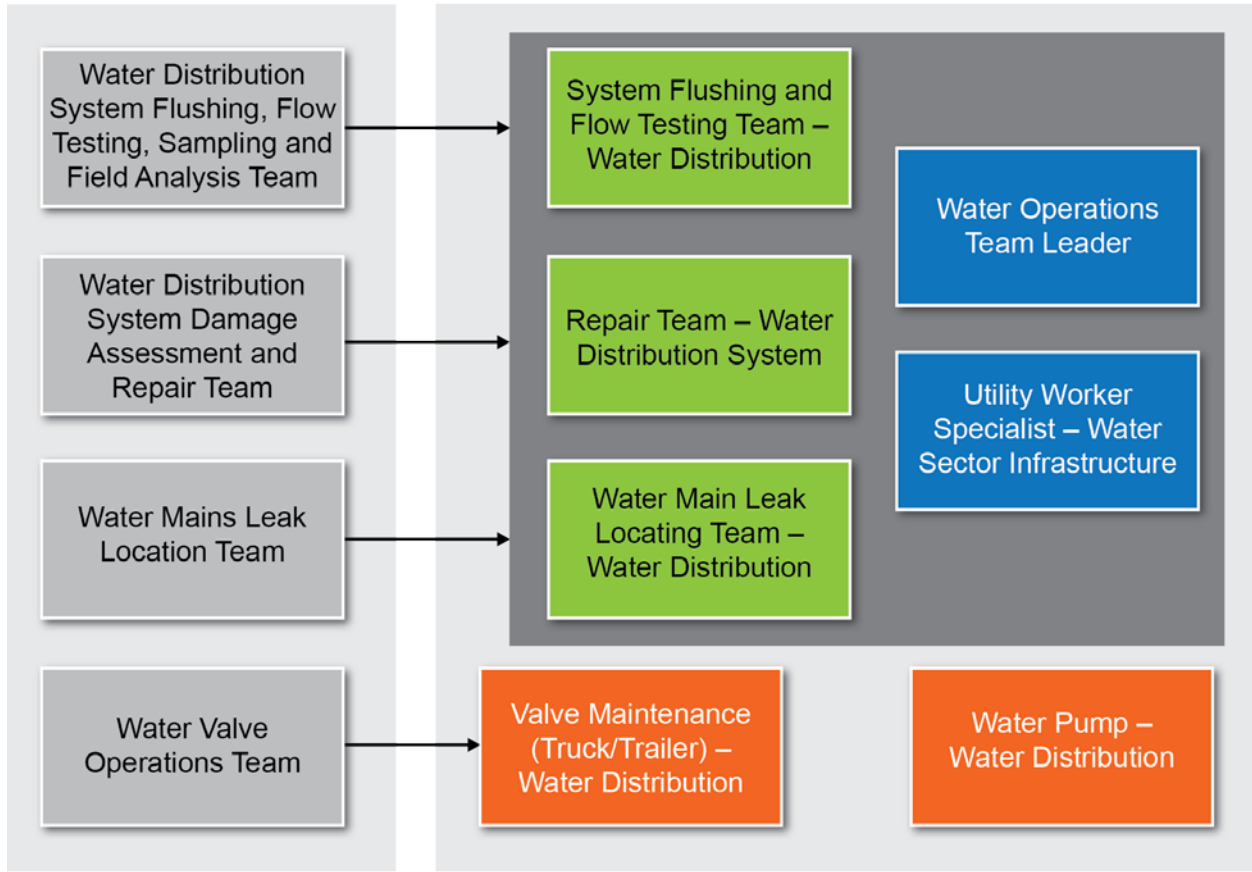 Water Distribution
System Flushing, Flow
Testing, Sampling and
Field Analysis Team
System Flushing and
Flow Testing Team –
Water Distribution
Water Operations
Team Leader
Water Distribution
System Damage
Assessment and
Repair Team
Repair Team – Water
Distribution System
Utility Worker
Specialist – Water
Sector Infrastructure
Water Mains Leak
Location Team
Water Main Leak
Locating Team –
Water Distribution
Water Valve
Operations Team
Valve Maintenance
(Truck/Trailer) –
Water Distribution
Water Pump –
Water Distribution